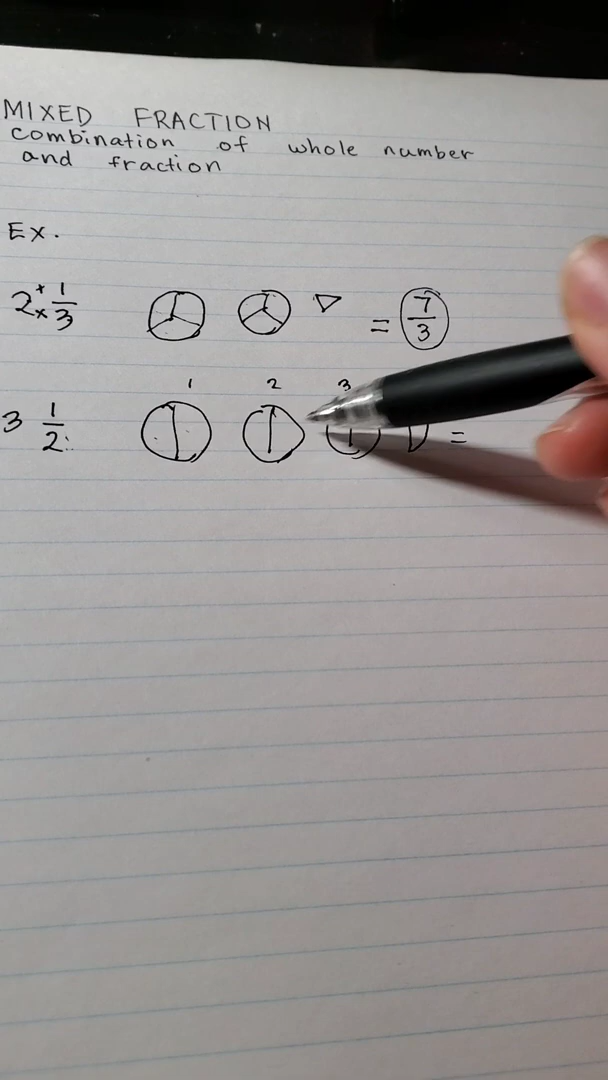 MIXED FRACTION
combination of whole number
and fraction
Ex.
2 + x 1/3 = 7/3
1 2 3
3 1/2 =